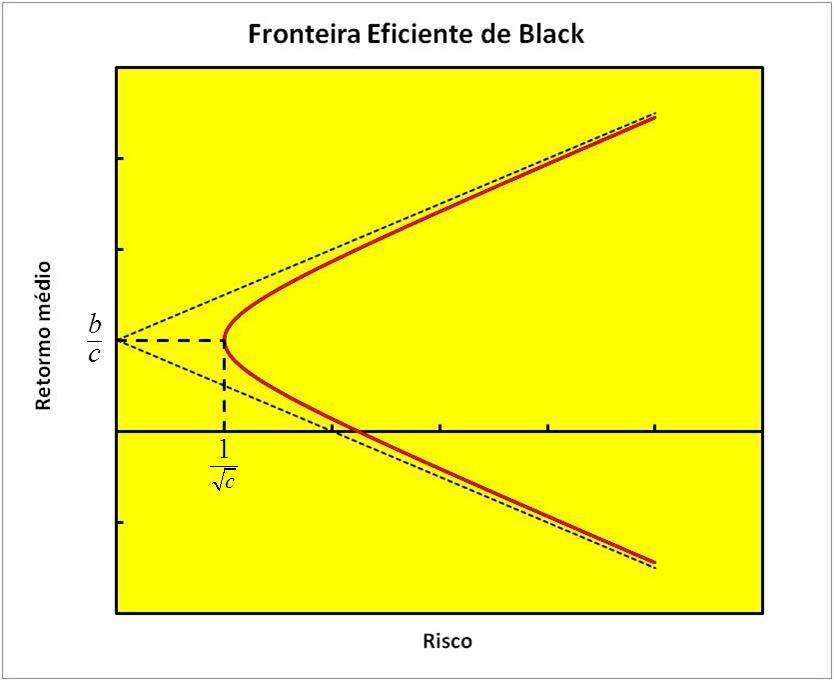 Fronteira Eficiente de Black
Retormo médio
b
c
1
√c
Risco